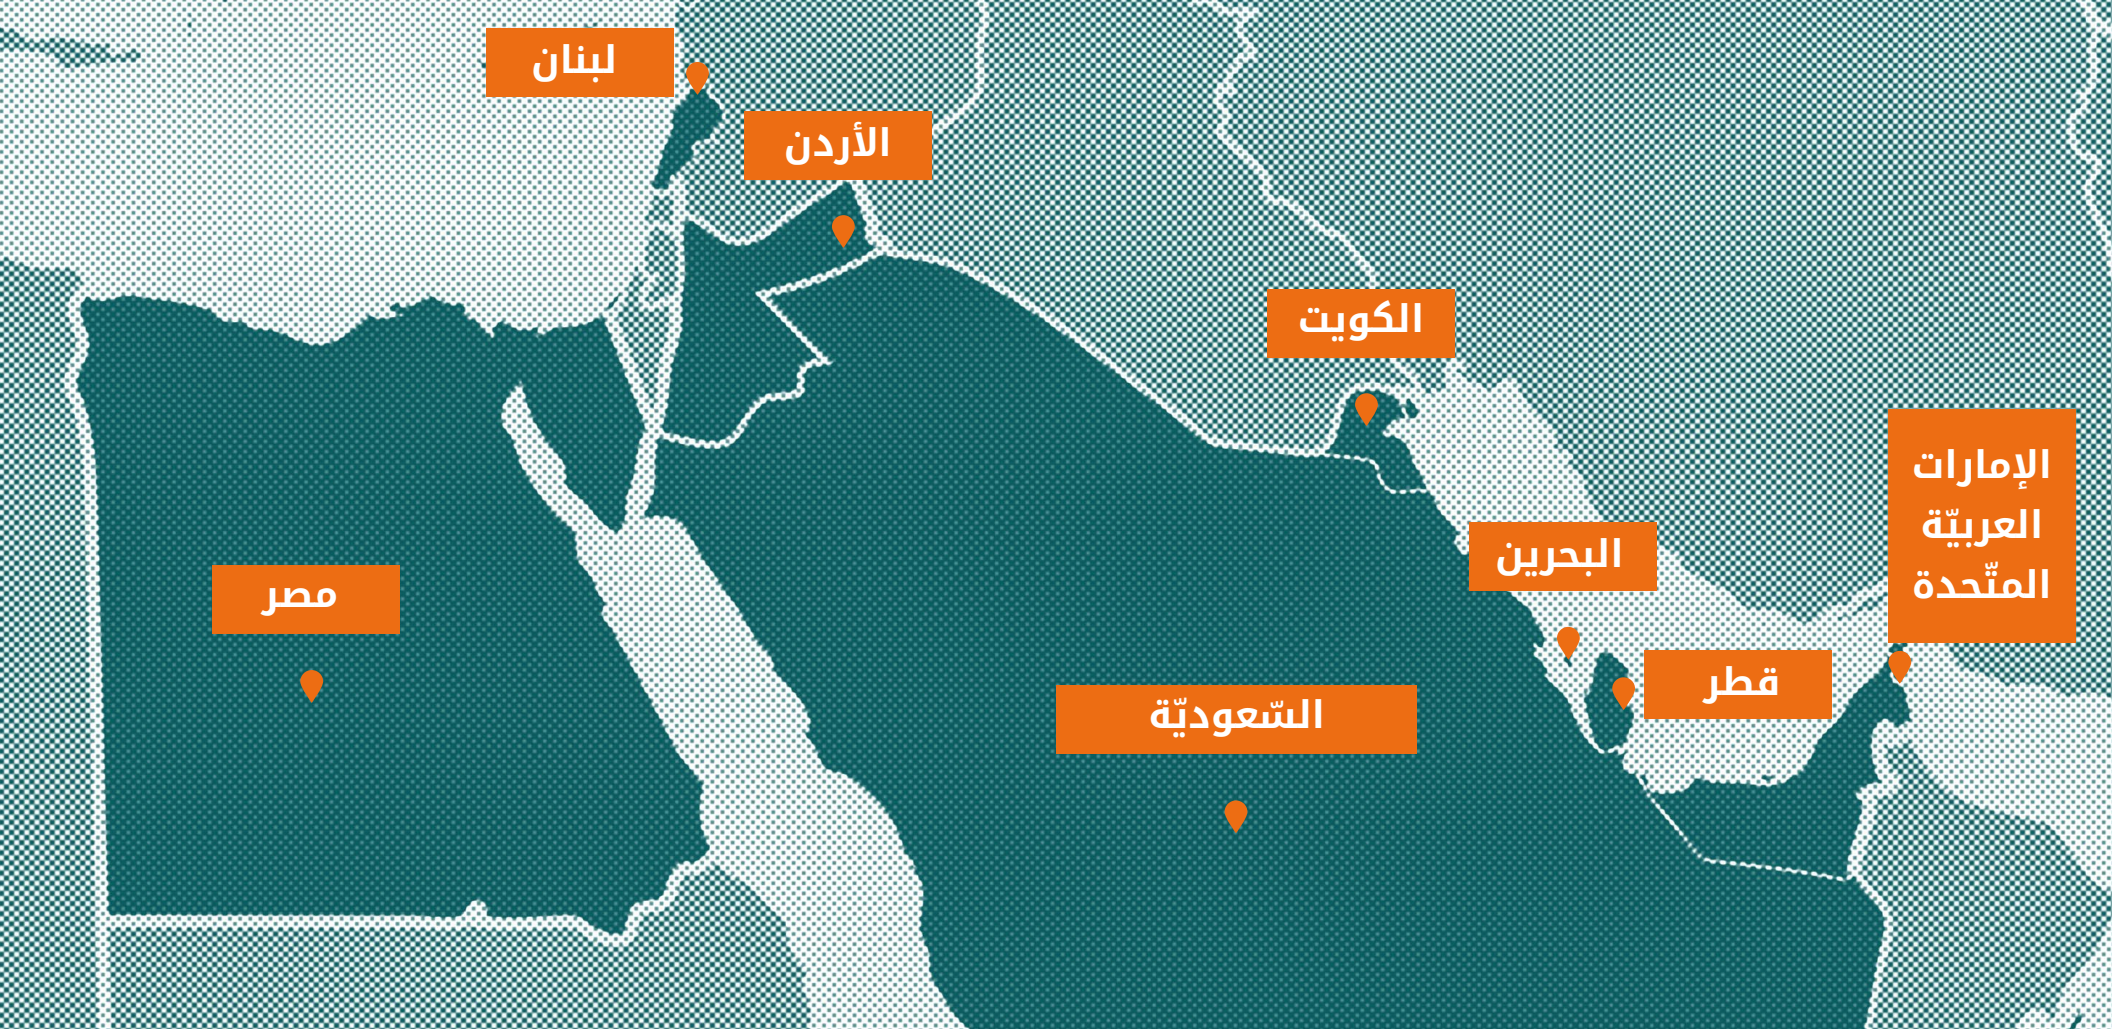 لبنان
الأردن
الكويت
الإمارات
العربيّة
المتّحدة
البحرين
مصر
قطر
السّعوديّة